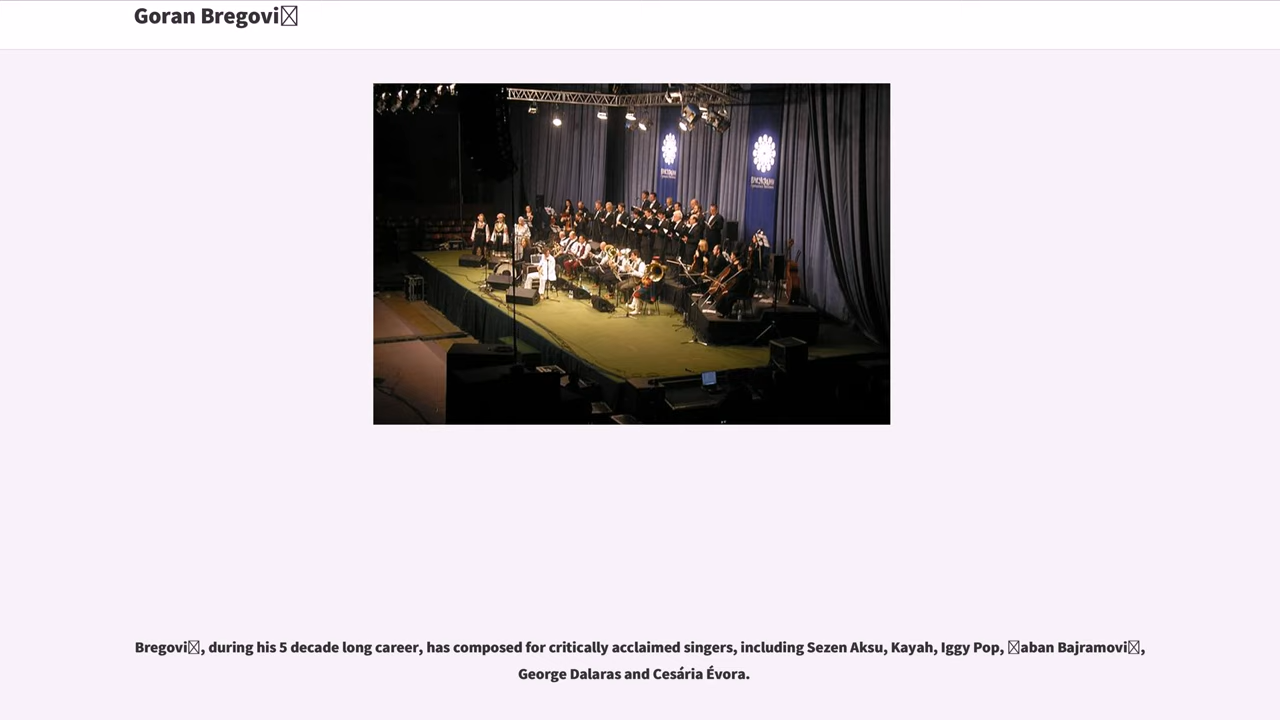 Goran Bregovi☒
Bregovi☒, during his 5 decade long career, has composed for critically acclaimed singers, including Sezen Aksu, Kayah, Iggy Pop, ☒aban Bajramovi☒,
George Dalaras and Cesária Évora.